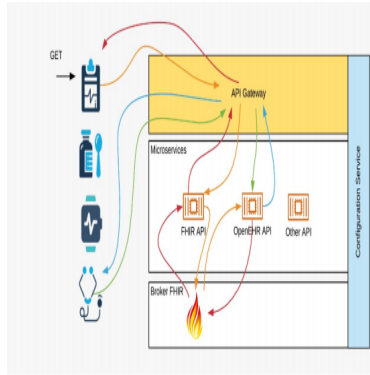 GET
API Gateway
Microservices
FHIR API
OpenEHR API
Other API
Broker FHIR
Configuration Service